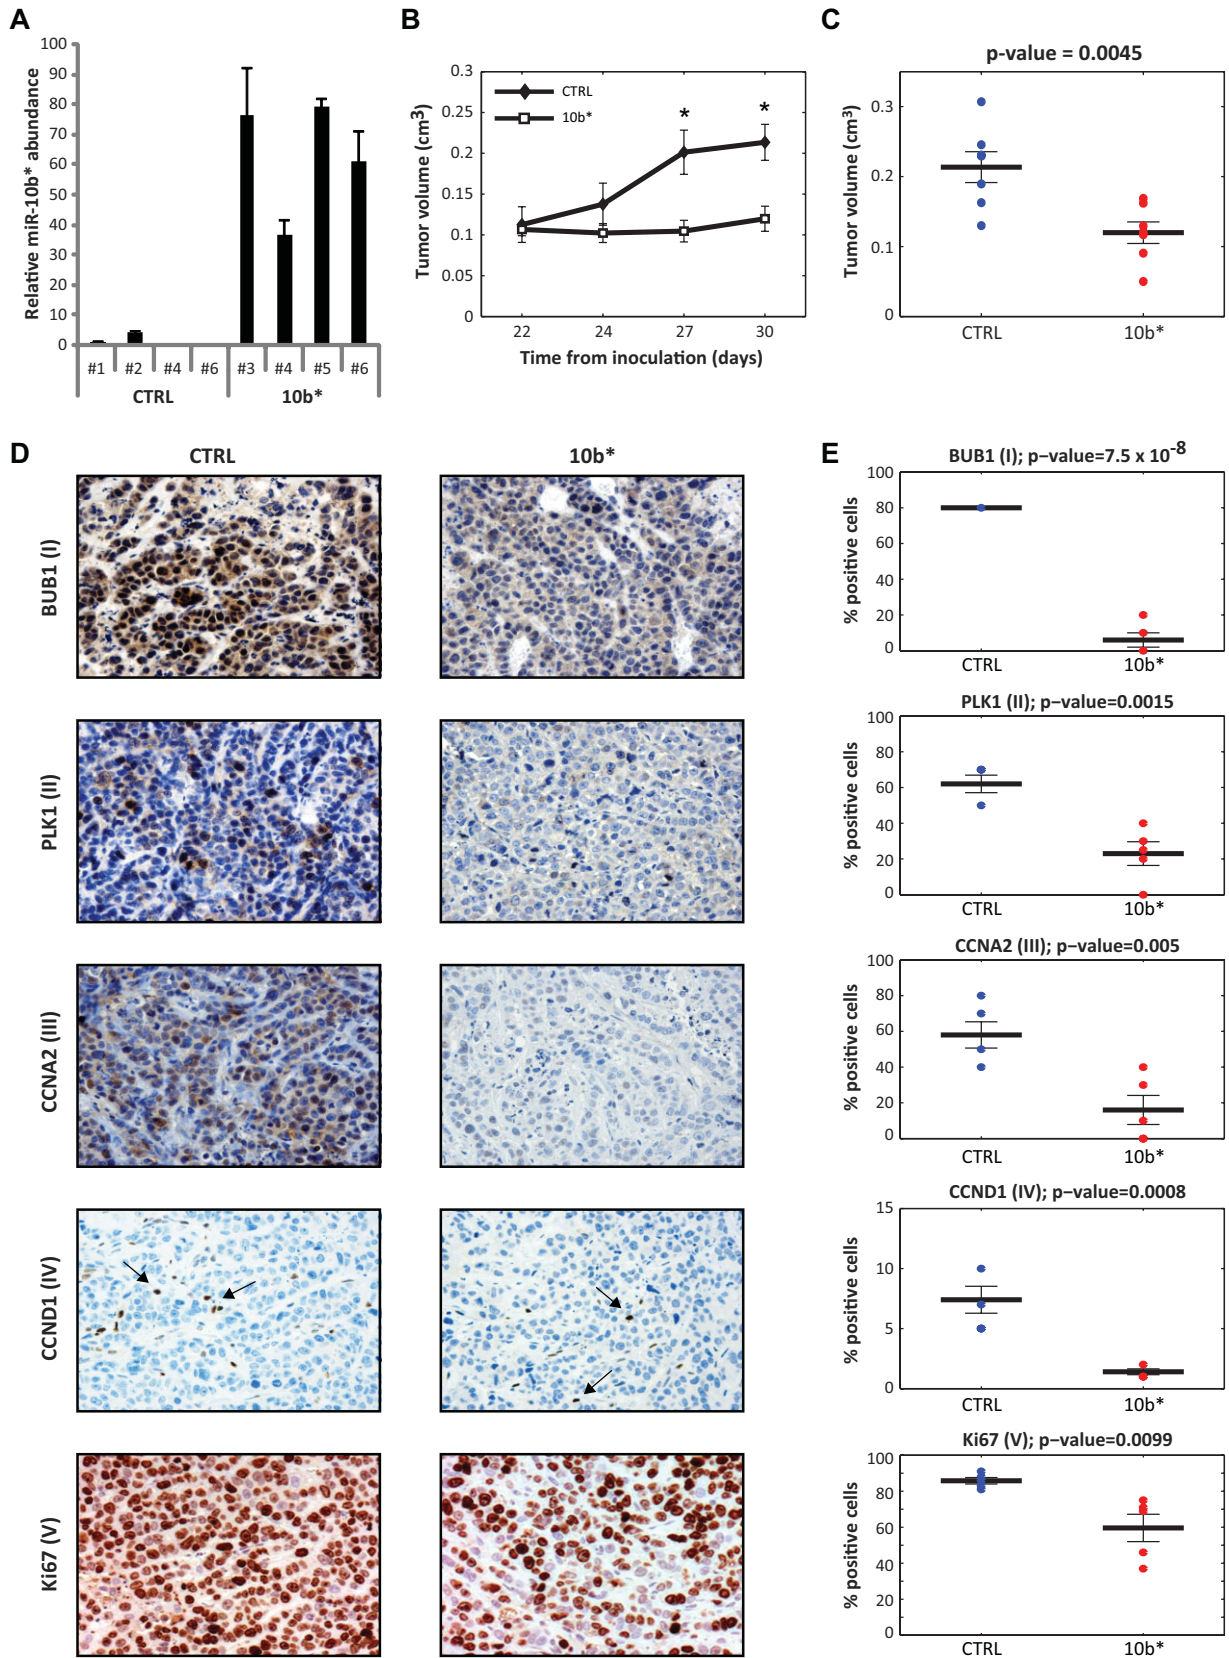 A
Relative miR-10b* abundance
100
90
80
70
60
50
40
30
20
10
0
#1 #2 #4 #6 #3 #4 #5 #6
CTRL 10b*
B
Tumor volume (cm3)
0.3
0.25
0.2
0.15
0.1
0.05
0
CTRL
10b*
* *
22 24 27 30
Time from inoculation (days)
C
p-value = 0.0045
Tumor volume (cm3)
0.3
0.2
0.1
0
CTRL 10b*
D
CTRL 10b*
BUB1 (I)
PLK1 (II)
CCNA2 (III)
CCND1 (IV)
Ki67 (V)
E
BUB1 (I); p−value=7.5 x 10-8
% positive cells
100
80
60
40
20
0
CTRL 10b*
PLK1 (II); p−value=0.0015
% positive cells
100
80
60
40
20
0
CTRL 10b*
CCNA2 (III); p−value=0.005
% positive cells
100
80
60
40
20
0
CTRL 10b*
CCND1 (IV); p−value=0.0008
% positive cells
15
10
5
0
CTRL 10b*
Ki67 (V); p−value=0.0099
% positive cells
100
80
60
40
20
0
CTRL 10b*